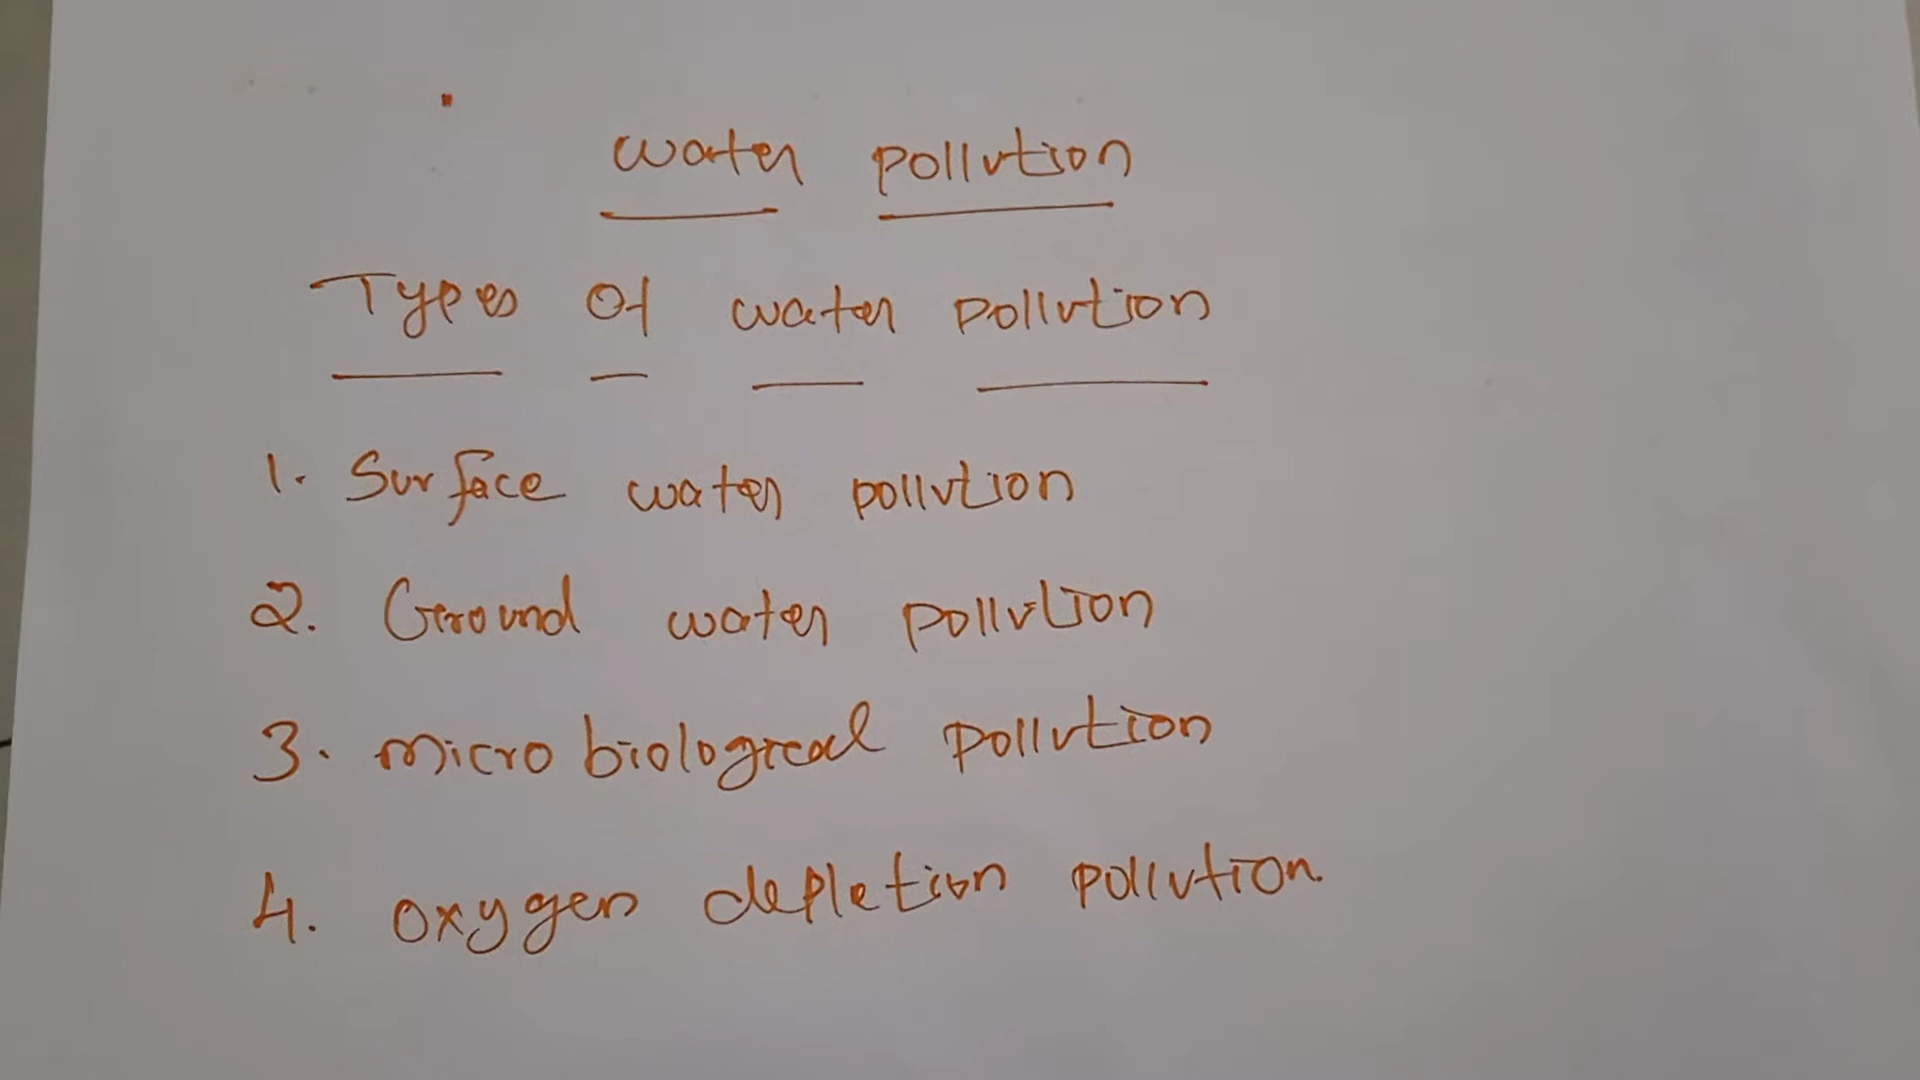 water pollution
Types Of water pollution
1. Surface water pollution
2. Ground water pollution
3. micro biological pollution
4. oxygen depletion pollution.